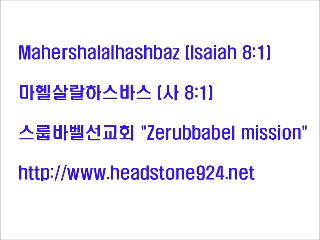 Mahershalalhashbaz (Isaiah 8:1)
마헬살랄하스바스 (사 8:1)
스룹바벨선교회 "Zerubbabel mission"
http://www.headstone924.net